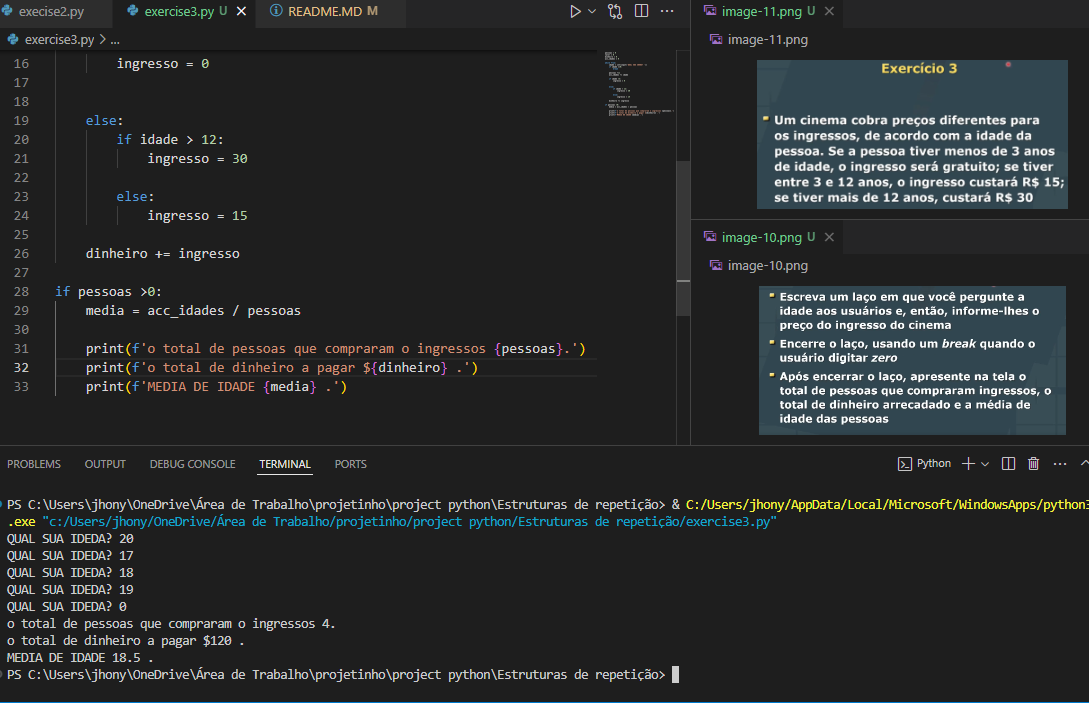 execise2.py
exercise3.py U
README.MD M
exercise3.py > ...
16 ingresso = 0
17
18
19 else:
20 if idade > 12:
21 ingresso = 30
22
23 else:
24 ingresso = 15
25
26 dinheiro += ingresso
27
28 if pessoas >0:
29 media = acc_idades / pessoas
30
31 print(f'o total de pessoas que compraram o ingressos {pessoas}.')
32 print(f'o total de dinheiro a pagar ${dinheiro} .')
33 print(f'MEDIA DE IDADE {media} .')
image-11.png U
image-11.png
Exercício 3
Um cinema cobra preços diferentes para
os ingressos, de acordo com a idade da
pessoa. Se a pessoa tiver menos de 3 anos
de idade, o ingresso será gratuito; se tiver
entre 3 e 12 anos, o ingresso custará R$ 15;
se tiver mais de 12 anos, custará R$ 30
image-10.png U
image-10.png
Escreva um laço em que você pergunte a
idade aos usuários e, então, informe-lhes o
preço do ingresso do cinema
Encerre o laço, usando um break quando o
usuário digitar zero
Após encerrar o laço, apresente na tela o
total de pessoas que compraram ingressos, o
total de dinheiro arrecadado e a média de
idade das pessoas
PROBLEMS OUTPUT DEBUG CONSOLE TERMINAL PORTS
Python
PS C:\Users\jhony\OneDrive\Área de Trabalho\projetinho\project python\Estruturas de repetição> & C:/Users/jhony/AppData/Local/Microsoft/WindowsApps/python3
.exe "c:/Users/jhony/OneDrive/Área de Trabalho/projetinho/project python/Estruturas de repetição/exercise3.py"
QUAL SUA IDEDA? 20
QUAL SUA IDEDA? 17
QUAL SUA IDEDA? 18
QUAL SUA IDEDA? 19
QUAL SUA IDEDA? 0
o total de pessoas que compraram o ingressos 4.
o total de dinheiro a pagar $120 .
MEDIA DE IDADE 18.5 .
PS C:\Users\jhony\OneDrive\Área de Trabalho\projetinho\project python\Estruturas de repetição>